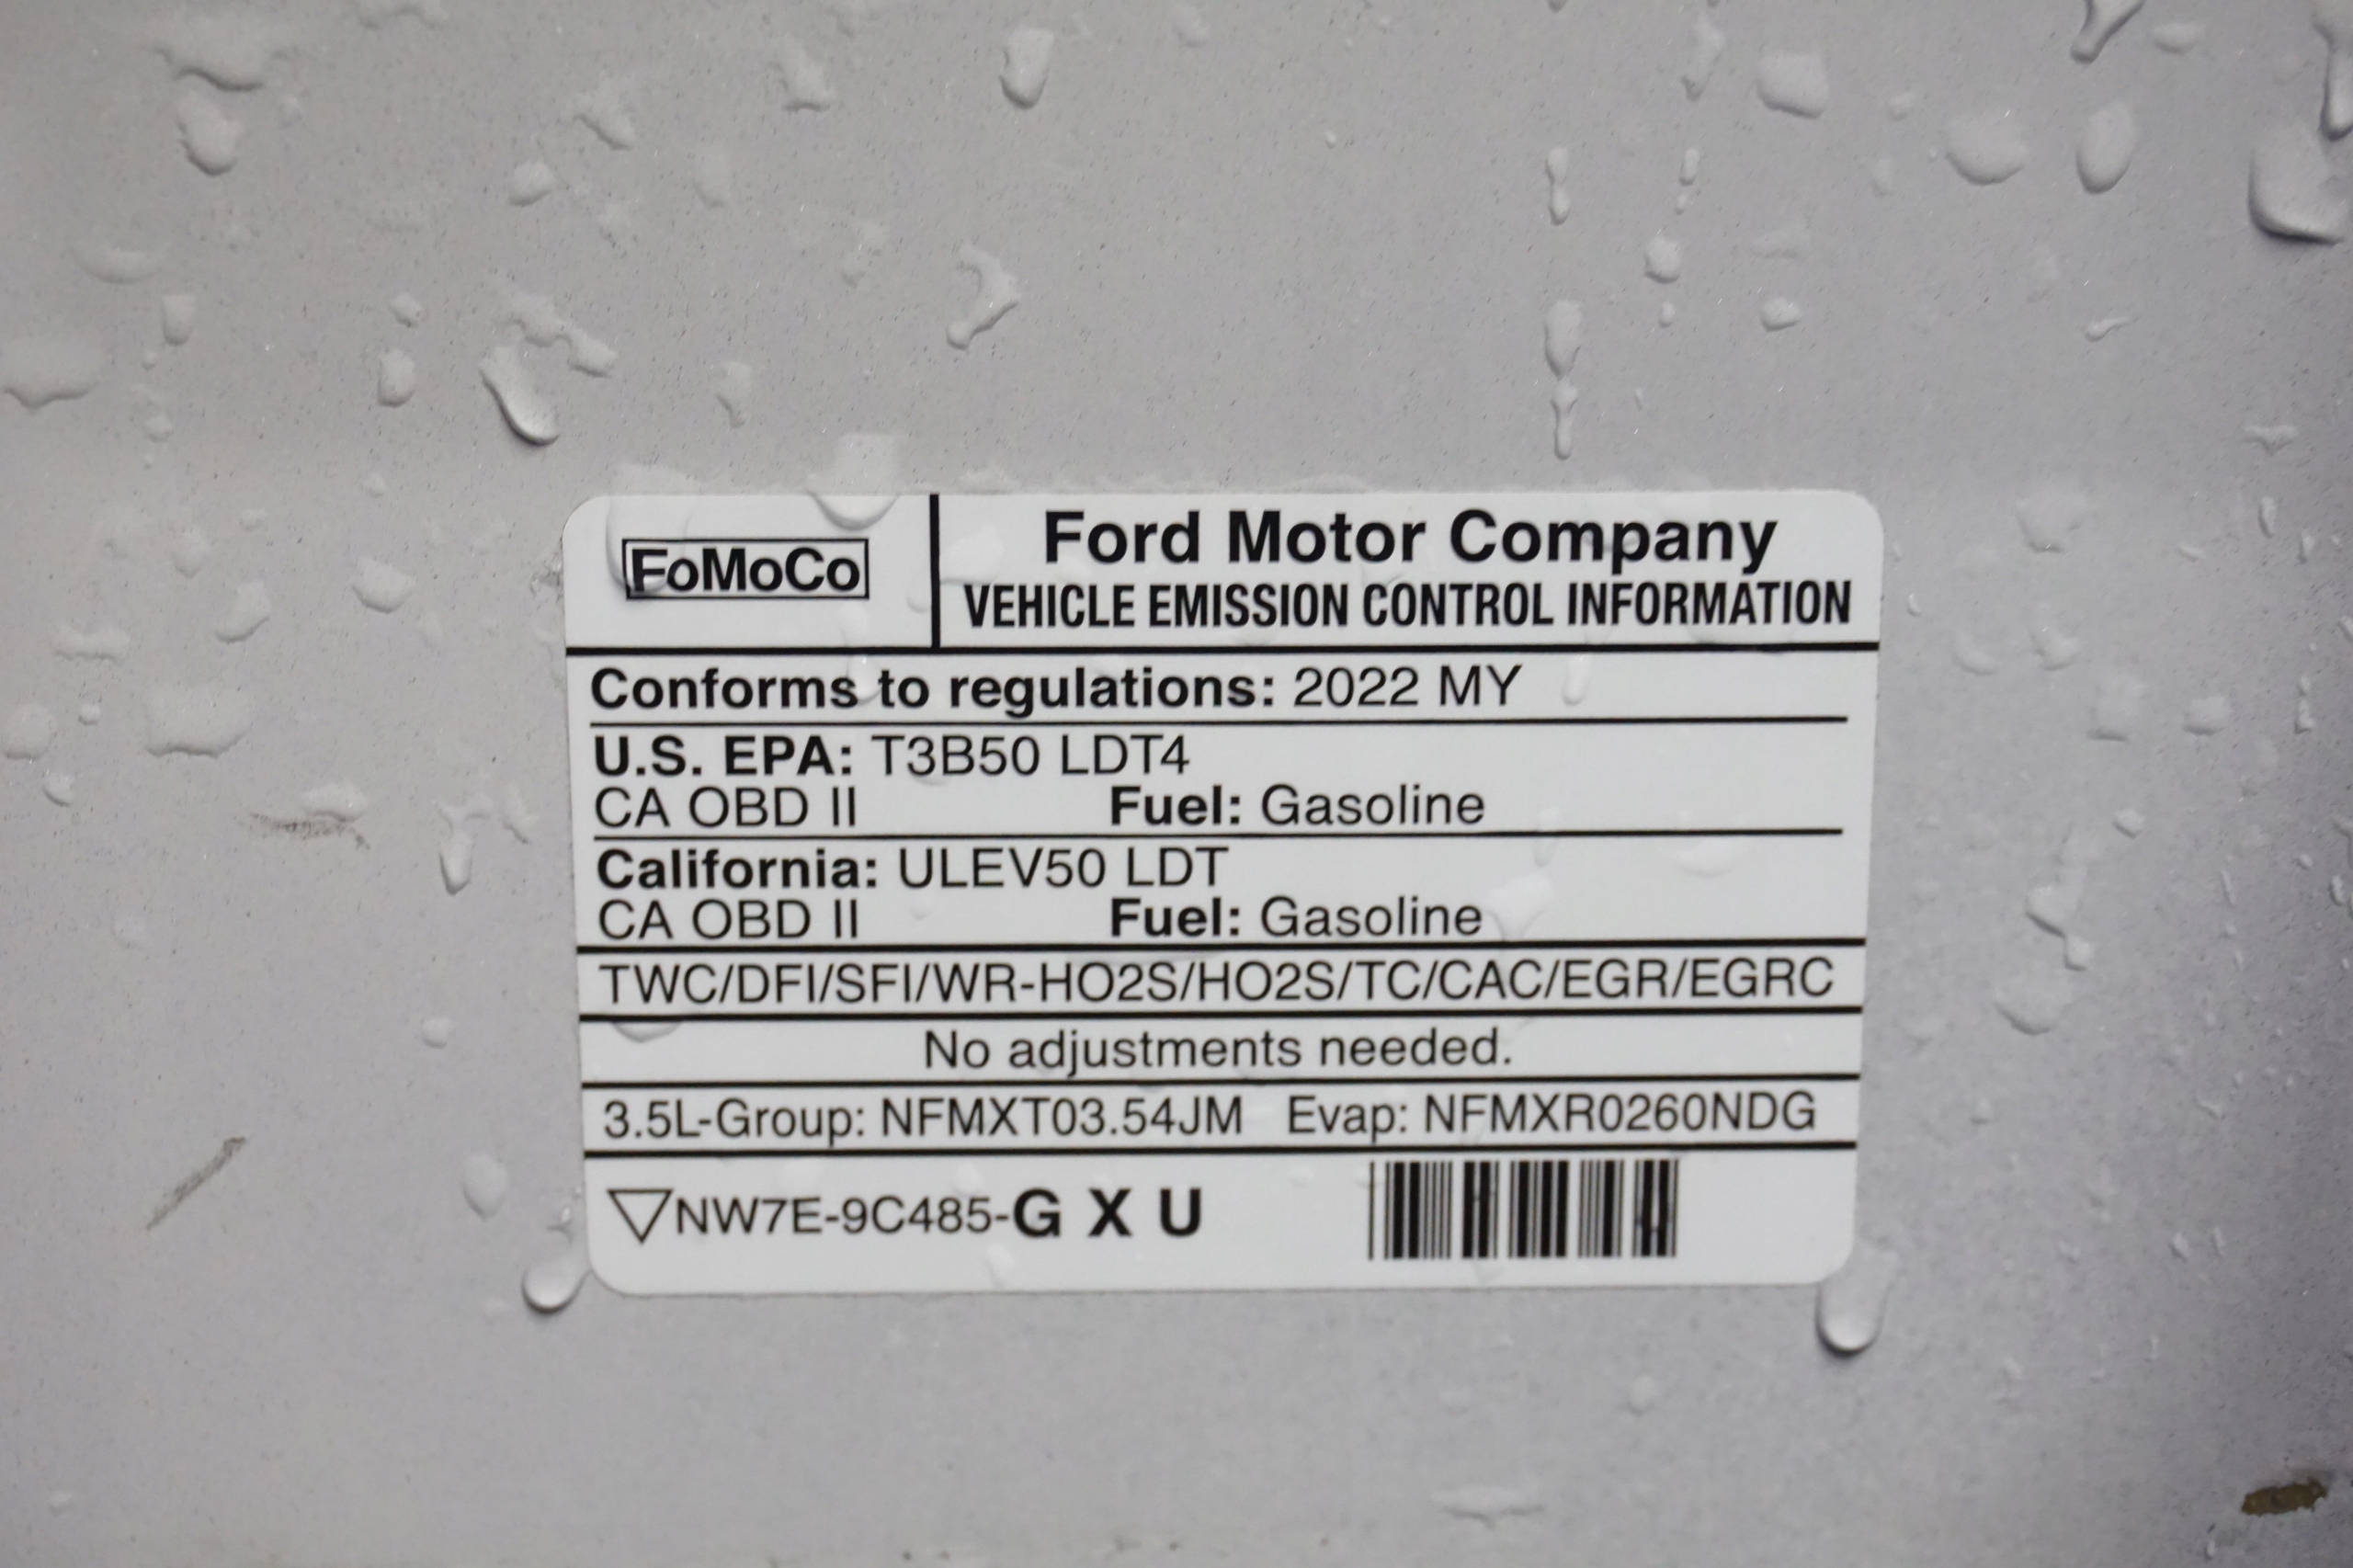 FoMoCo
Ford Motor Company
VEHICLE EMISSION CONTROL INFORMATION
Conforms to regulations: 2022 MY
U.S. EPA: T3B50 LDT4
CA OBD II Fuel: Gasoline
California: ULEV50 LDT
CA OBD II Fuel: Gasoline
TWC/DFI/SFI/WR-HO2S/HO2S/TC/CAC/EGR/EGRC
No adjustments needed.
3.5L-Group: NFMXT03.54JM Evap: NFMXR0260NDG
NW7E-9C485-G X U